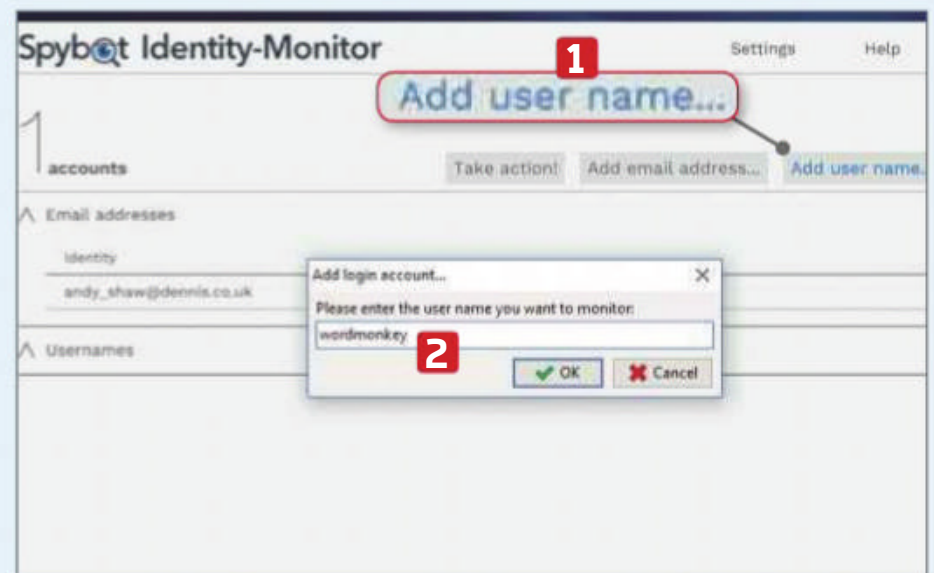 Spybot Identity-Monitor
1
Settings
Help
Add user name...
1
accounts
Take action!
Add email address...
Add user name.
Email addresses
Identity
andy_shaw@dennis.co.uk
Add login account...
Please enter the user name you want to monitor:
wordmonkey
2
OK
Cancel
Usernames